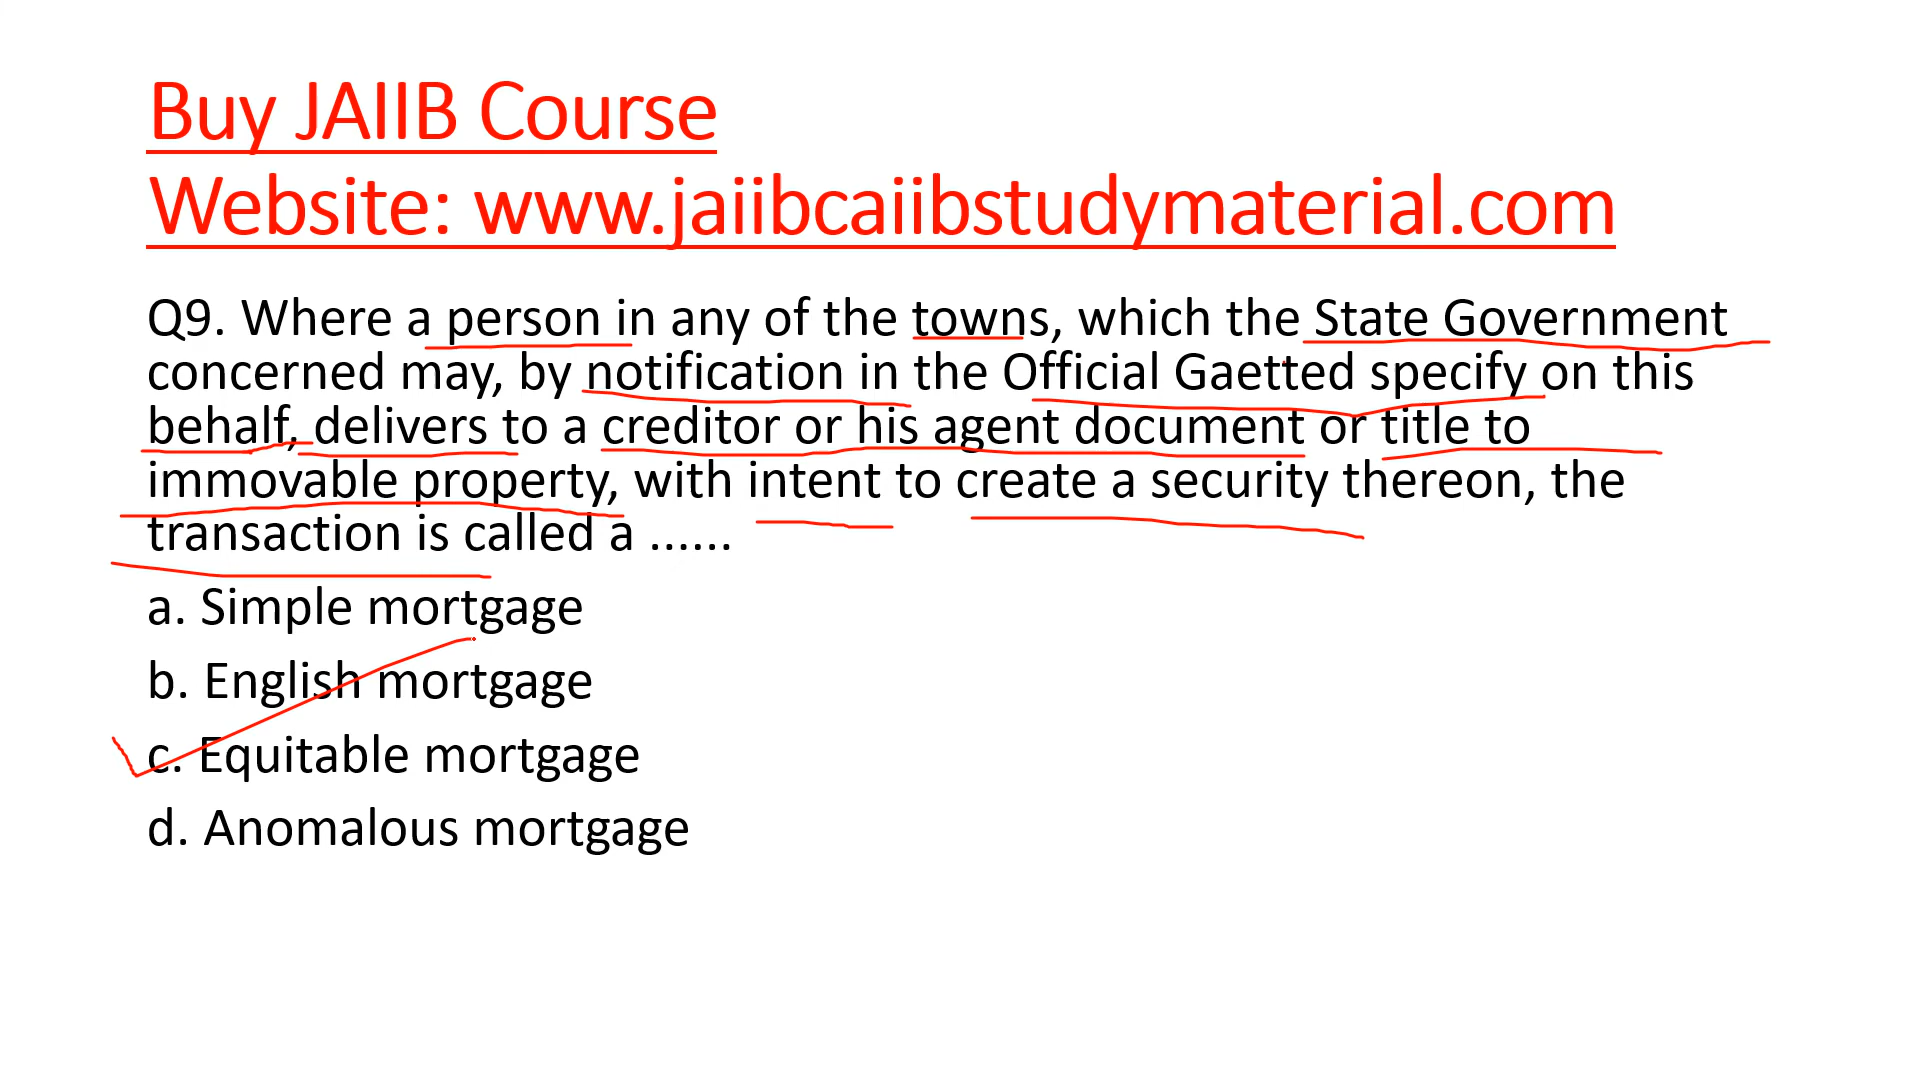 Buy JAIIB Course
Website: www.jaiibcaiibstudymaterial.com
Q9. Where a person in any of the towns, which the State Government
concerned may, by notification in the Official Gaetted specify on this
behalf, delivers to a creditor or his agent document or title to
immovable property, with intent to create a security thereon, the
transaction is called a ......
a. Simple mortgage
b. English mortgage
c. Equitable mortgage
d. Anomalous mortgage